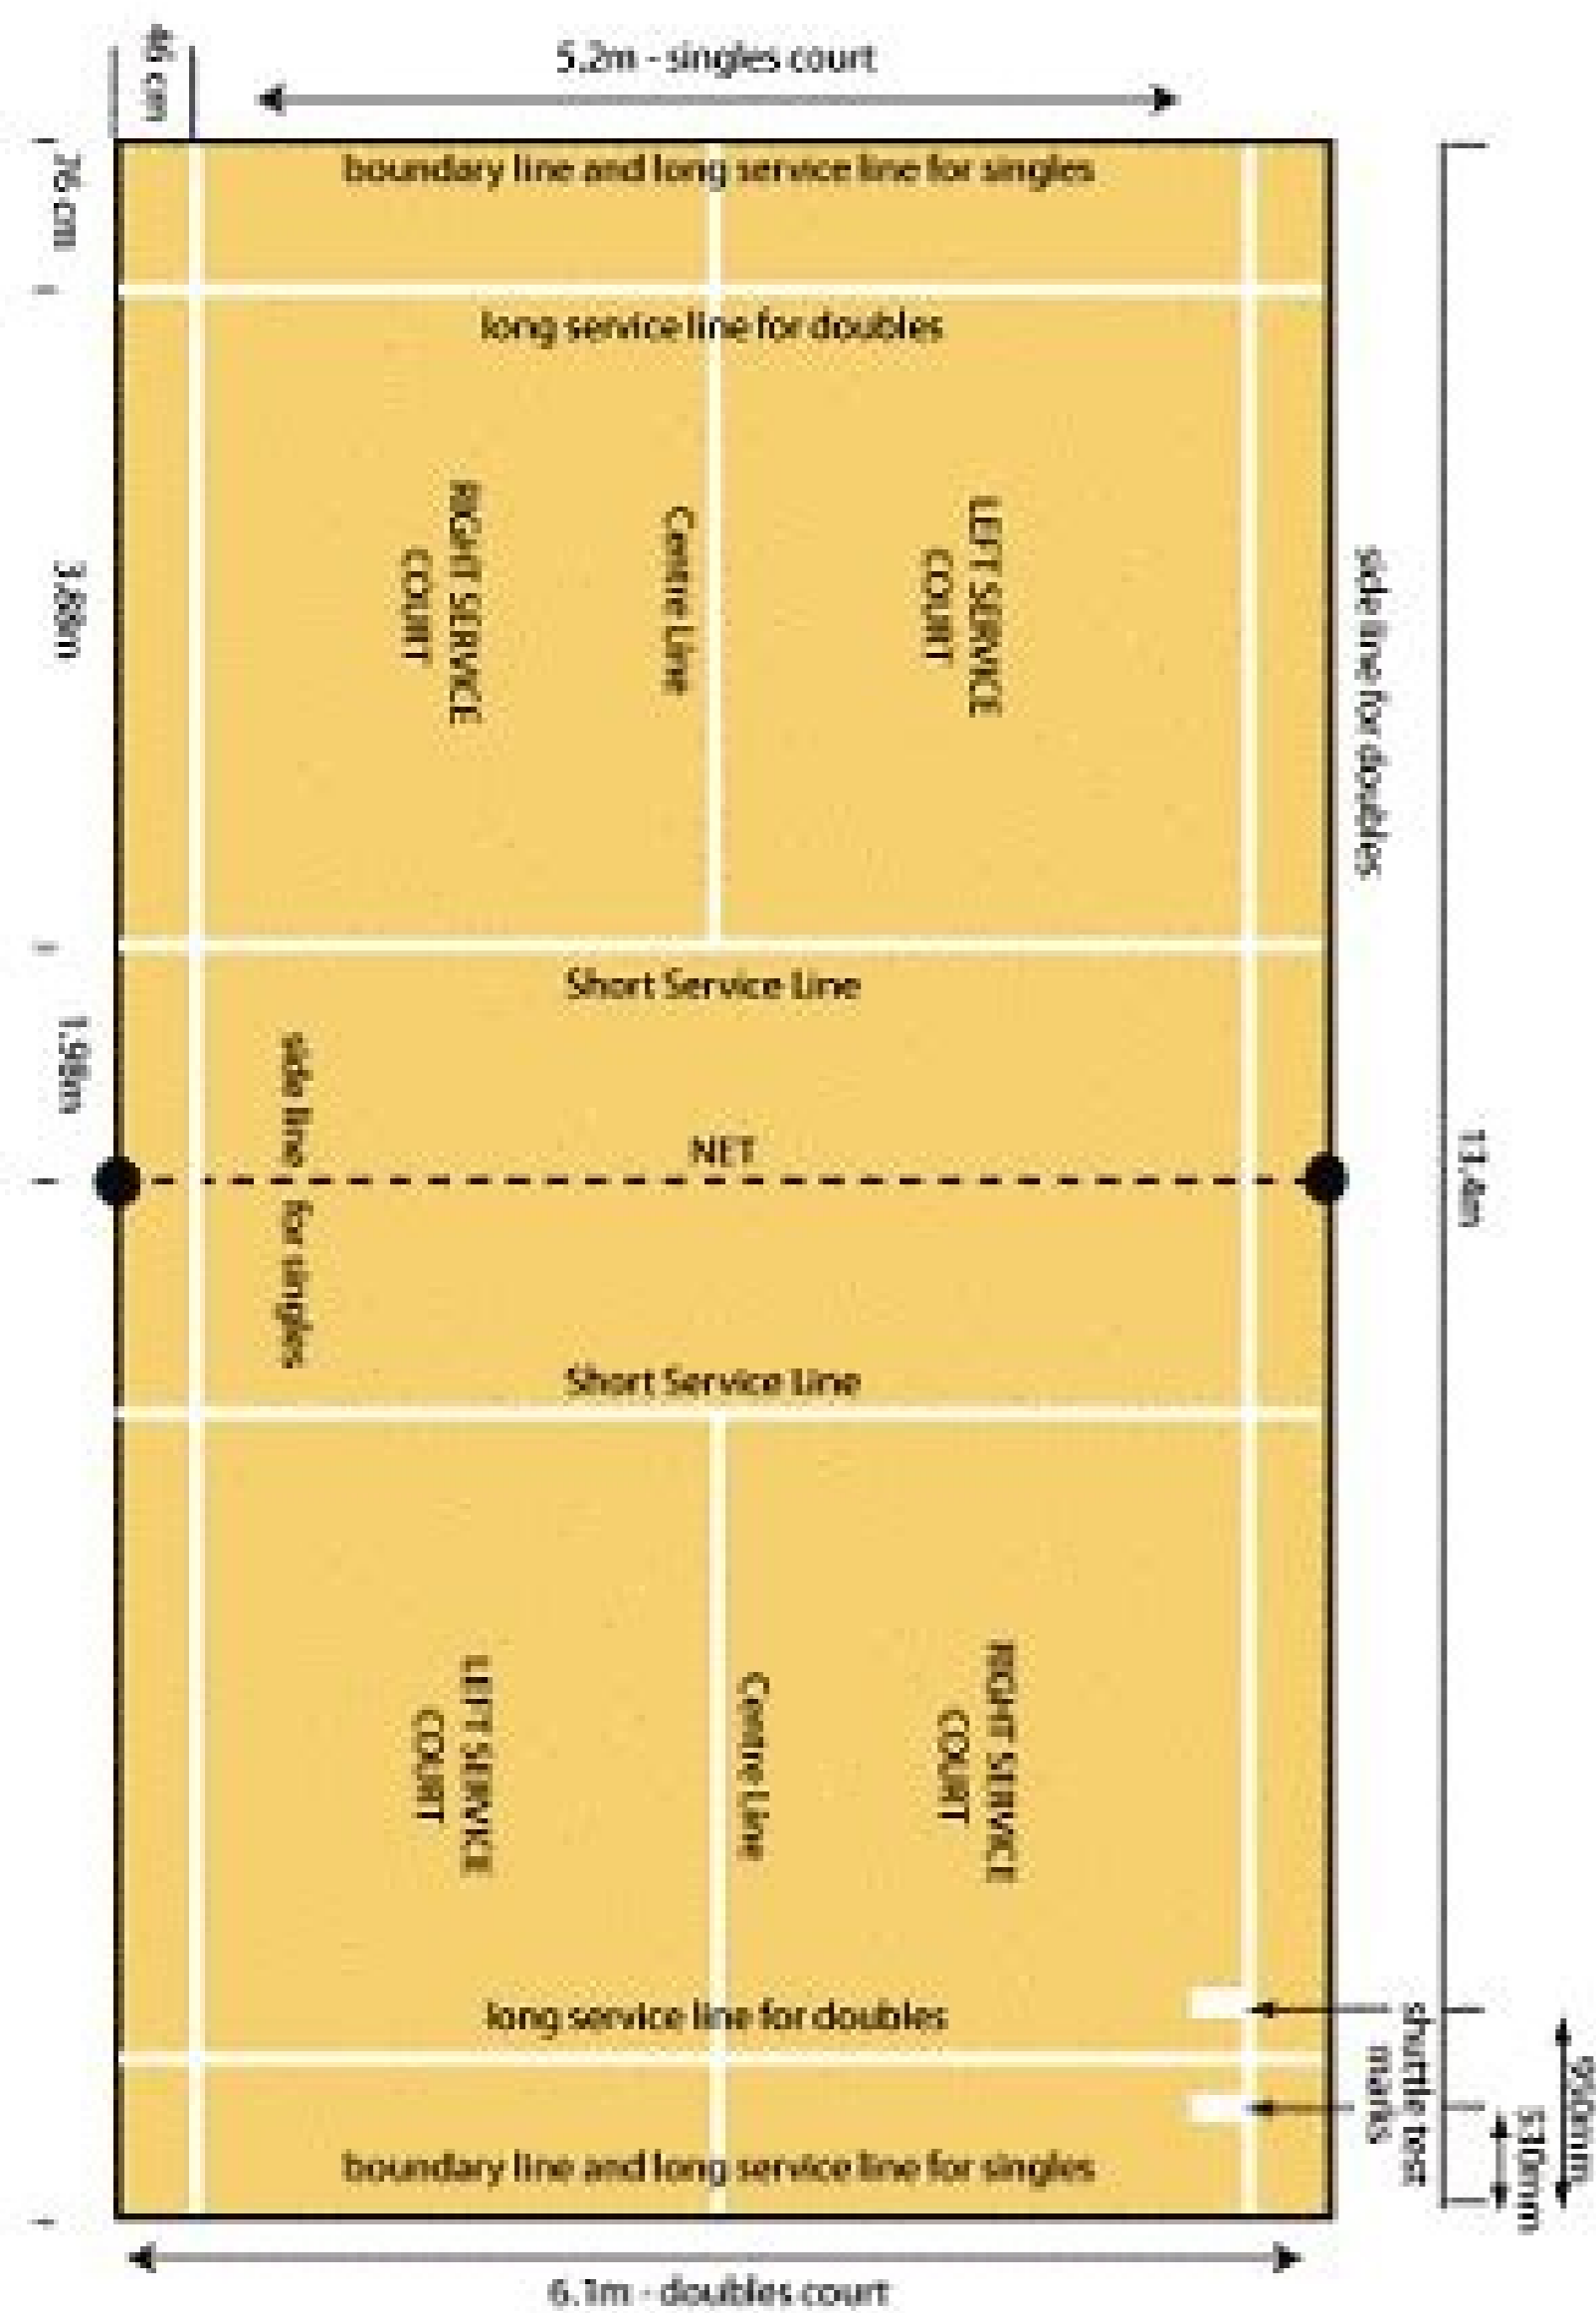 46 cm
5.2m - singles court
boundary line and long service line for singles
76 cm
long service line for doubles
RIGHT SERVICE
COURT
Centre Line
LEFT SERVICE
COURT
3.88m
side line for doubles
Short Service Line
1.98m
side line for singles
NET
13.4m
Short Service Line
LEFT SERVICE
COURT
Centre Line
RIGHT SERVICE
COURT
long service line for doubles
shuttle test
marks
530mm
950mm
boundary line and long service line for singles
6.1m - doubles court